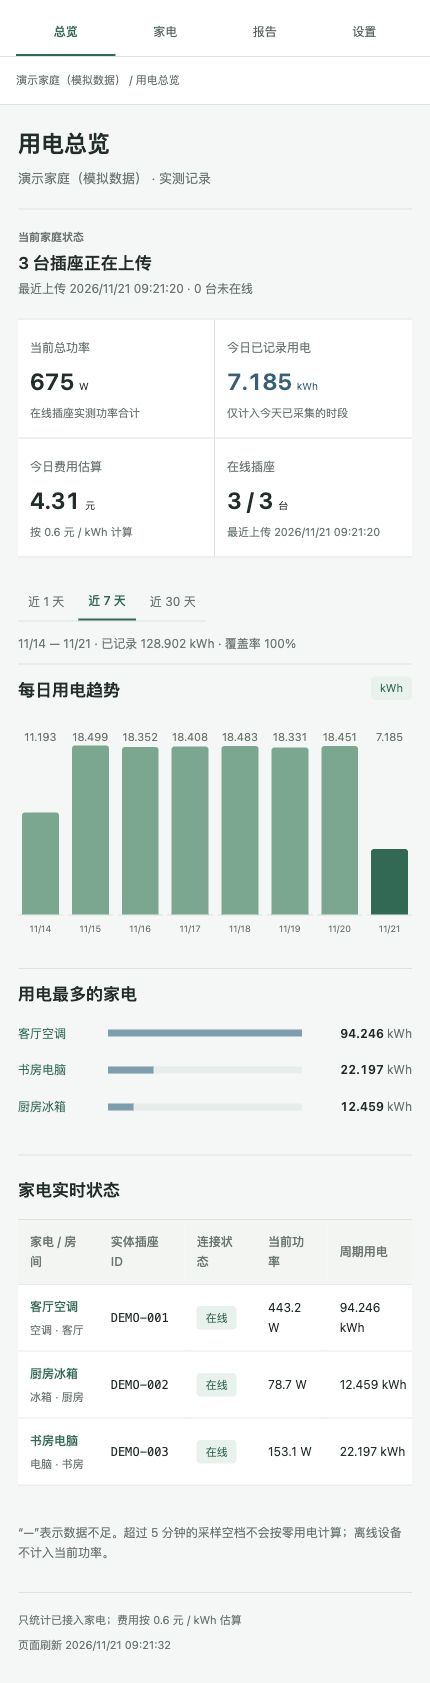 总览 家电 报告 设置
演示家庭（模拟数据） / 用电总览
用电总览
演示家庭（模拟数据） · 实测记录
当前家庭状态
3 台插座正在上传
最近上传 2026/11/21 09:21:20 · 0 台未在线
当前总功率
675 W
在线插座实测功率合计
今日已记录用电
7.185 kWh
仅计入今天已采集的时段
今日费用估算
4.31 元
按 0.6 元 / kWh 计算
在线插座
3 / 3 台
最近上传 2026/11/21 09:21:20
近 1 天 近 7 天 近 30 天
11/14 — 11/21 · 已记录 128.902 kWh · 覆盖率 100%
每日用电趋势 kWh
11.193 18.499 18.352 18.408 18.483 18.331 18.451 7.185
11/14 11/15 11/16 11/17 11/18 11/19 11/20 11/21
用电最多的家电
客厅空调 94.246 kWh
书房电脑 22.197 kWh
厨房冰箱 12.459 kWh
家电实时状态
家电 / 房间 实体插座 ID 连接状态 当前功率 周期用电
客厅空调 DEMO-001 在线 443.2 W 94.246 kWh
空调 · 客厅
厨房冰箱 DEMO-002 在线 78.7 W 12.459 kWh
冰箱 · 厨房
书房电脑 DEMO-003 在线 153.1 W 22.197 kWh
电脑 · 书房
“—”表示数据不足。超过 5 分钟的采样空档不会按零用电计算；离线设备
不计入当前功率。
只统计已接入家电；费用按 0.6 元 / kWh 估算
页面刷新 2026/11/21 09:21:32